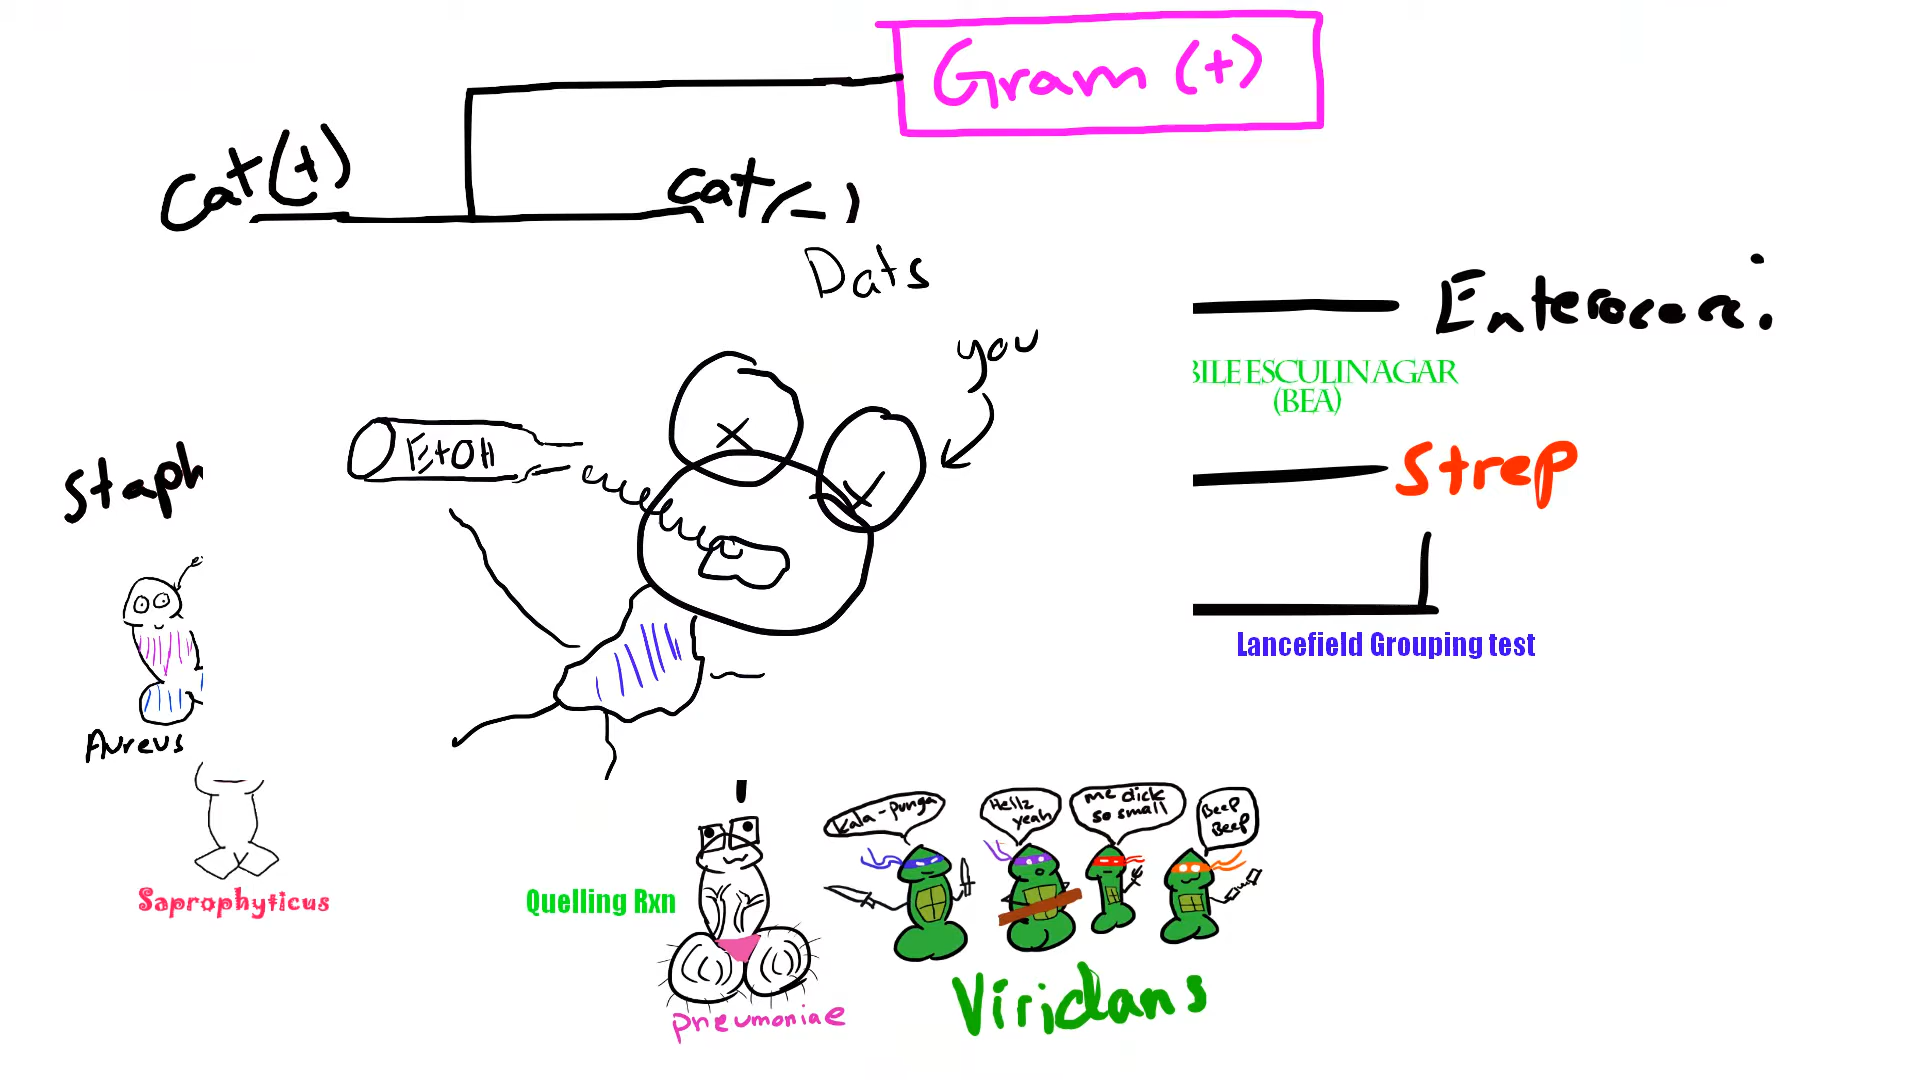 Gram (+)
Cat(+)
cat(-)
Dats
Enterococci
you
BILE ESCULIN AGAR
(BEA)
EtOH
Strep
Staph
Lancefield Grouping test
Aureus
Kala-punga
Hellz
yeah
me dick
so small
Beep
Beep
Saprophyticus
Quelling Rxn
Viridans
pneumoniae